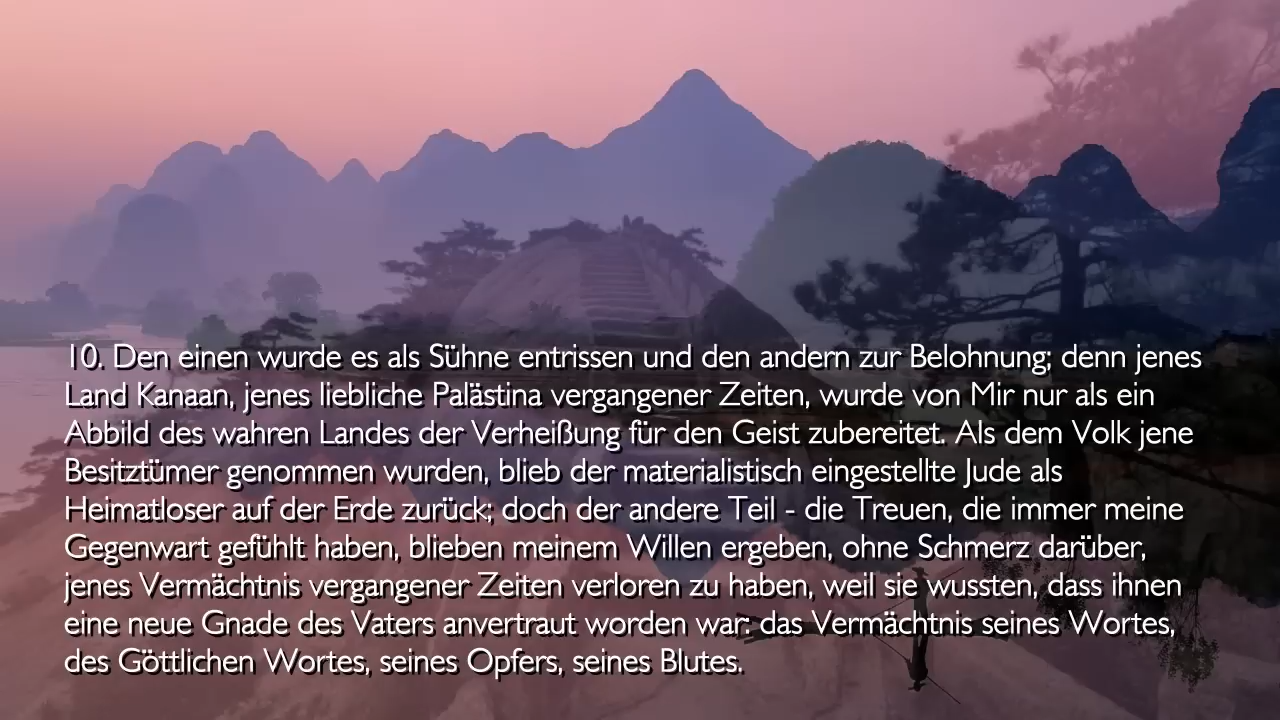 10. Den einen wurde es als Sühne entrissen und den andern zur Belohnung; denn jenes
Land Kanaan, jenes liebliche Palästina vergangener Zeiten, wurde von Mir nur als ein
Abbild des wahren Landes der Verheißung für den Geist zubereitet. Als dem Volk jene
Besitztümer genommen wurden, blieb der materialistisch eingestellte Jude als
Heimatloser auf der Erde zurück; doch der andere Teil - die Treuen, die immer meine
Gegenwart gefühlt haben, blieben meinem Willen ergeben, ohne Schmerz darüber,
jenes Vermächtnis vergangener Zeiten verloren zu haben, weil sie wussten, dass ihnen
eine neue Gnade des Vaters anvertraut worden war: das Vermächtnis seines Wortes,
des Göttlichen Wortes, seines Opfers, seines Blutes.